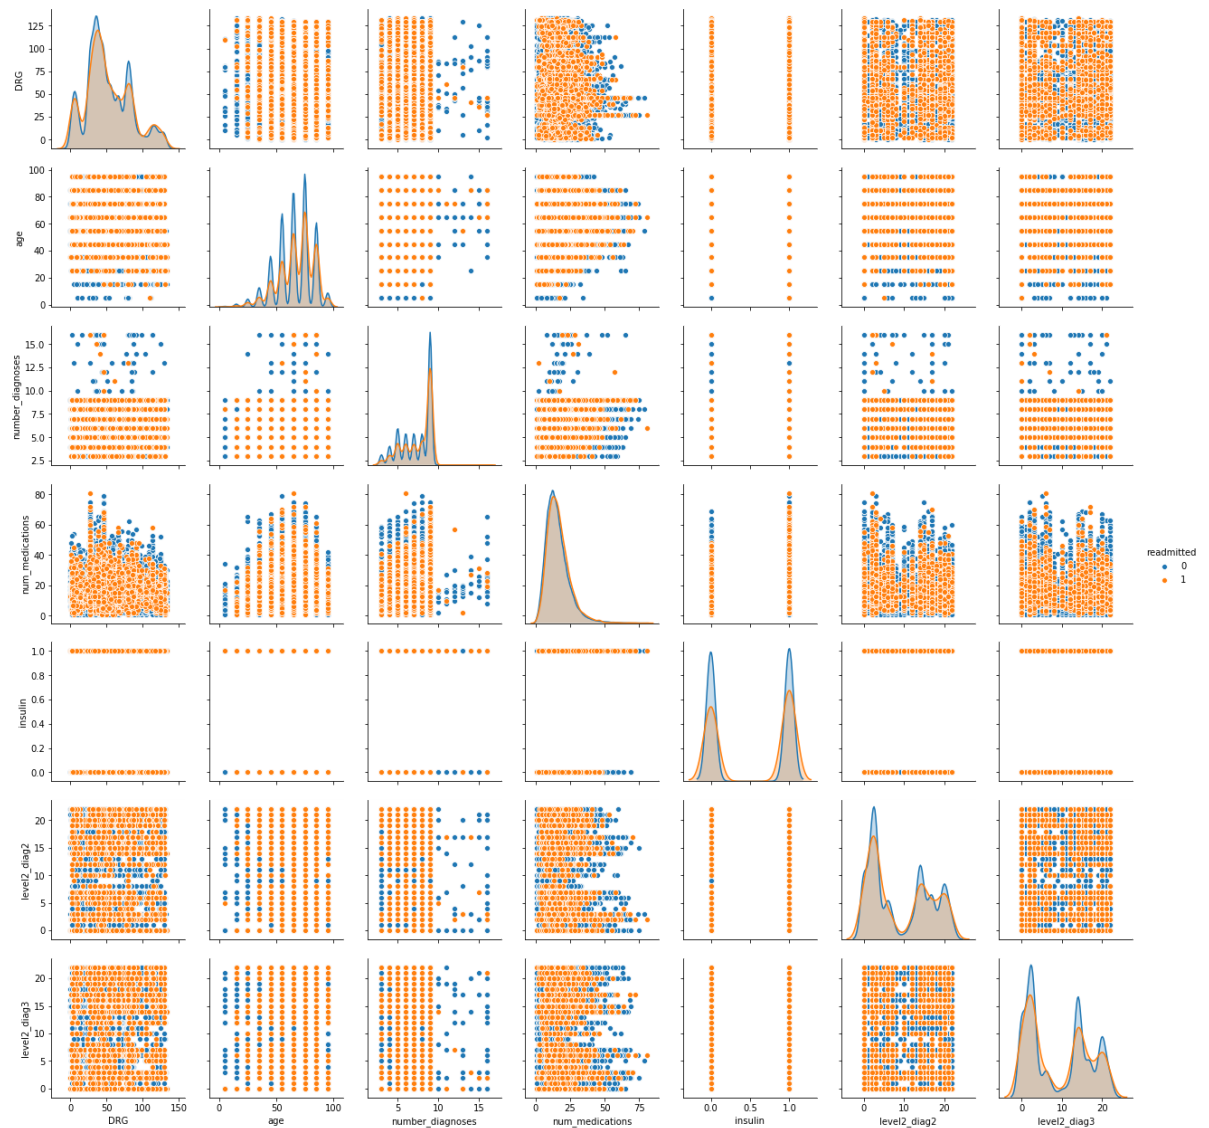 125
100
75
50
25
0
DRG
100
80
60
40
20
0
age
15.0
12.5
10.0
7.5
5.0
2.5
number_diagnoses
80
60
40
20
0
num_medications
readmitted
0
1
1.0
0.8
0.6
0.4
0.2
0.0
insulin
20
15
10
5
0
level2_diag2
20
15
10
5
0
level2_diag3
0 50 100 150
DRG
0 50 100
age
5 10 15
number_diagnoses
0 25 50 75
num_medications
0.0 0.5 1.0
insulin
0 10 20
level2_diag2
0 10 20
level2_diag3